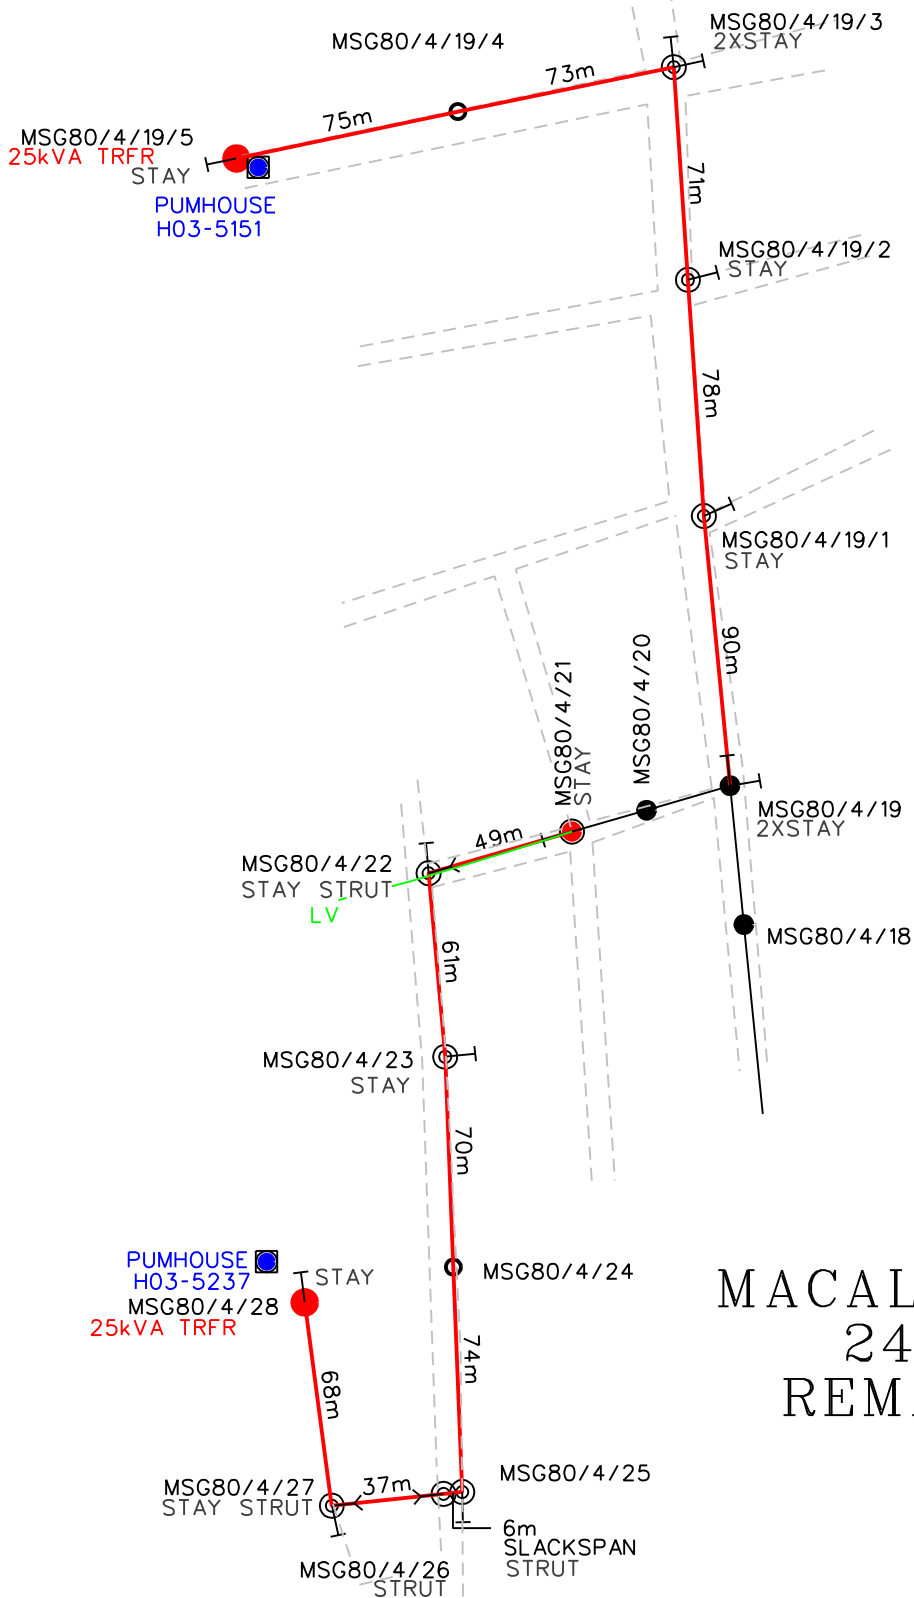 MSG80/4/19/3
2XSTAY
MSG80/4/19/4
73m
75m
MSG80/4/19/5
25kVA TRFR
STAY
PUMHOUSE
H03-5151
71m
MSG80/4/19/2
STAY
78m
MSG80/4/19/1
STAY
90m
MSG80/4/20
MSG80/4/21
STAY
MSG80/4/19
2XSTAY
49m
MSG80/4/22
STAY STRUT
LV
MSG80/4/18
61m
MSG80/4/23
STAY
70m
PUMHOUSE
H03-5237
STAY
MSG80/4/28
25kVA TRFR
MSG80/4/24
MACAL
24
REM
74m
68m
MSG80/4/25
MSG80/4/27
STAY STRUT
37m
6m
SLACKSPAN
STRUT
MSG80/4/26
STRUT